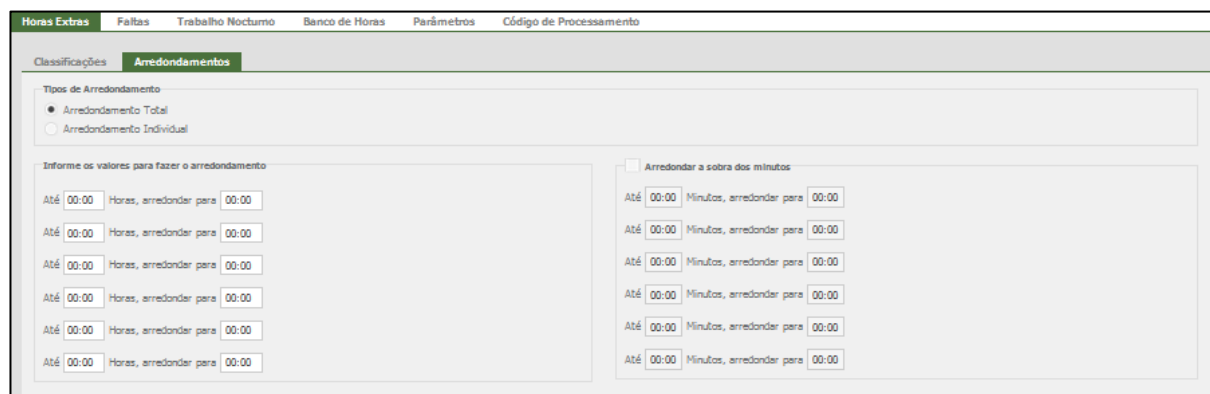 Horas Extras Faltas Trabalho Nocturno Banco de Horas Parâmetros Código de Processamento
Classificações Arredondamentos
Tipos de Arredondamento
Arredondamento Total
Arredondamento Individual
Informe os valores para fazer o arredondamento
Até 00:00 Horas, arredondar para 00:00
Até 00:00 Horas, arredondar para 00:00
Até 00:00 Horas, arredondar para 00:00
Até 00:00 Horas, arredondar para 00:00
Até 00:00 Horas, arredondar para 00:00
Até 00:00 Horas, arredondar para 00:00
Arredondar a sobra dos minutos
Até 00:00 Minutos, arredondar para 00:00
Até 00:00 Minutos, arredondar para 00:00
Até 00:00 Minutos, arredondar para 00:00
Até 00:00 Minutos, arredondar para 00:00
Até 00:00 Minutos, arredondar para 00:00
Até 00:00 Minutos, arredondar para 00:00